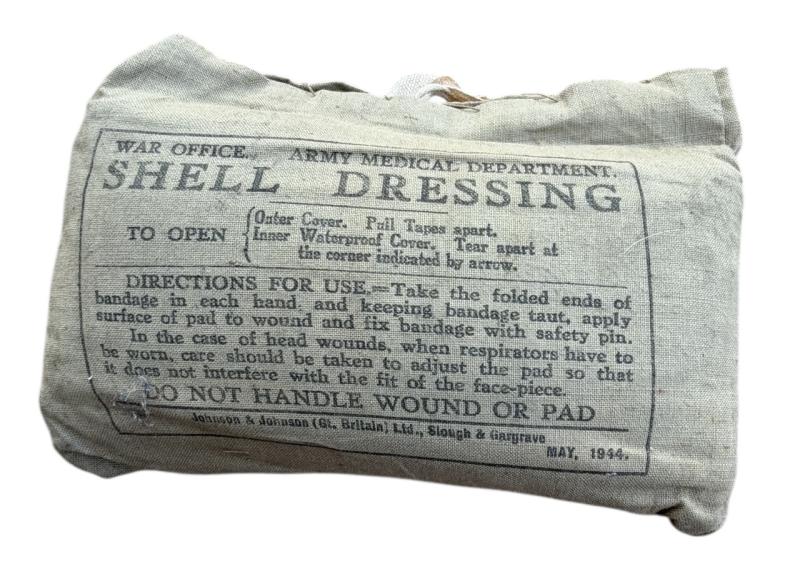 WAR OFFICE. ARMY MEDICAL DEPARTMENT.
SHELL DRESSING
TO OPEN { Outer Cover. Pull Tapes apart.
Inner Waterproof Cover. Tear apart at
the corner indicated by arrow.
DIRECTIONS FOR USE.—Take the folded ends of
bandage in each hand, and keeping bandage taut, apply
surface of pad to wound and fix bandage with safety pin.
In the case of head wounds, when respirators have to
be worn, care should be taken to adjust the pad so that
it does not interfere with the fit of the face-piece.
DO NOT HANDLE WOUND OR PAD
Johnson & Johnson (Gt. Britain) Ltd., Slough & Gargrave
MAY, 1944.